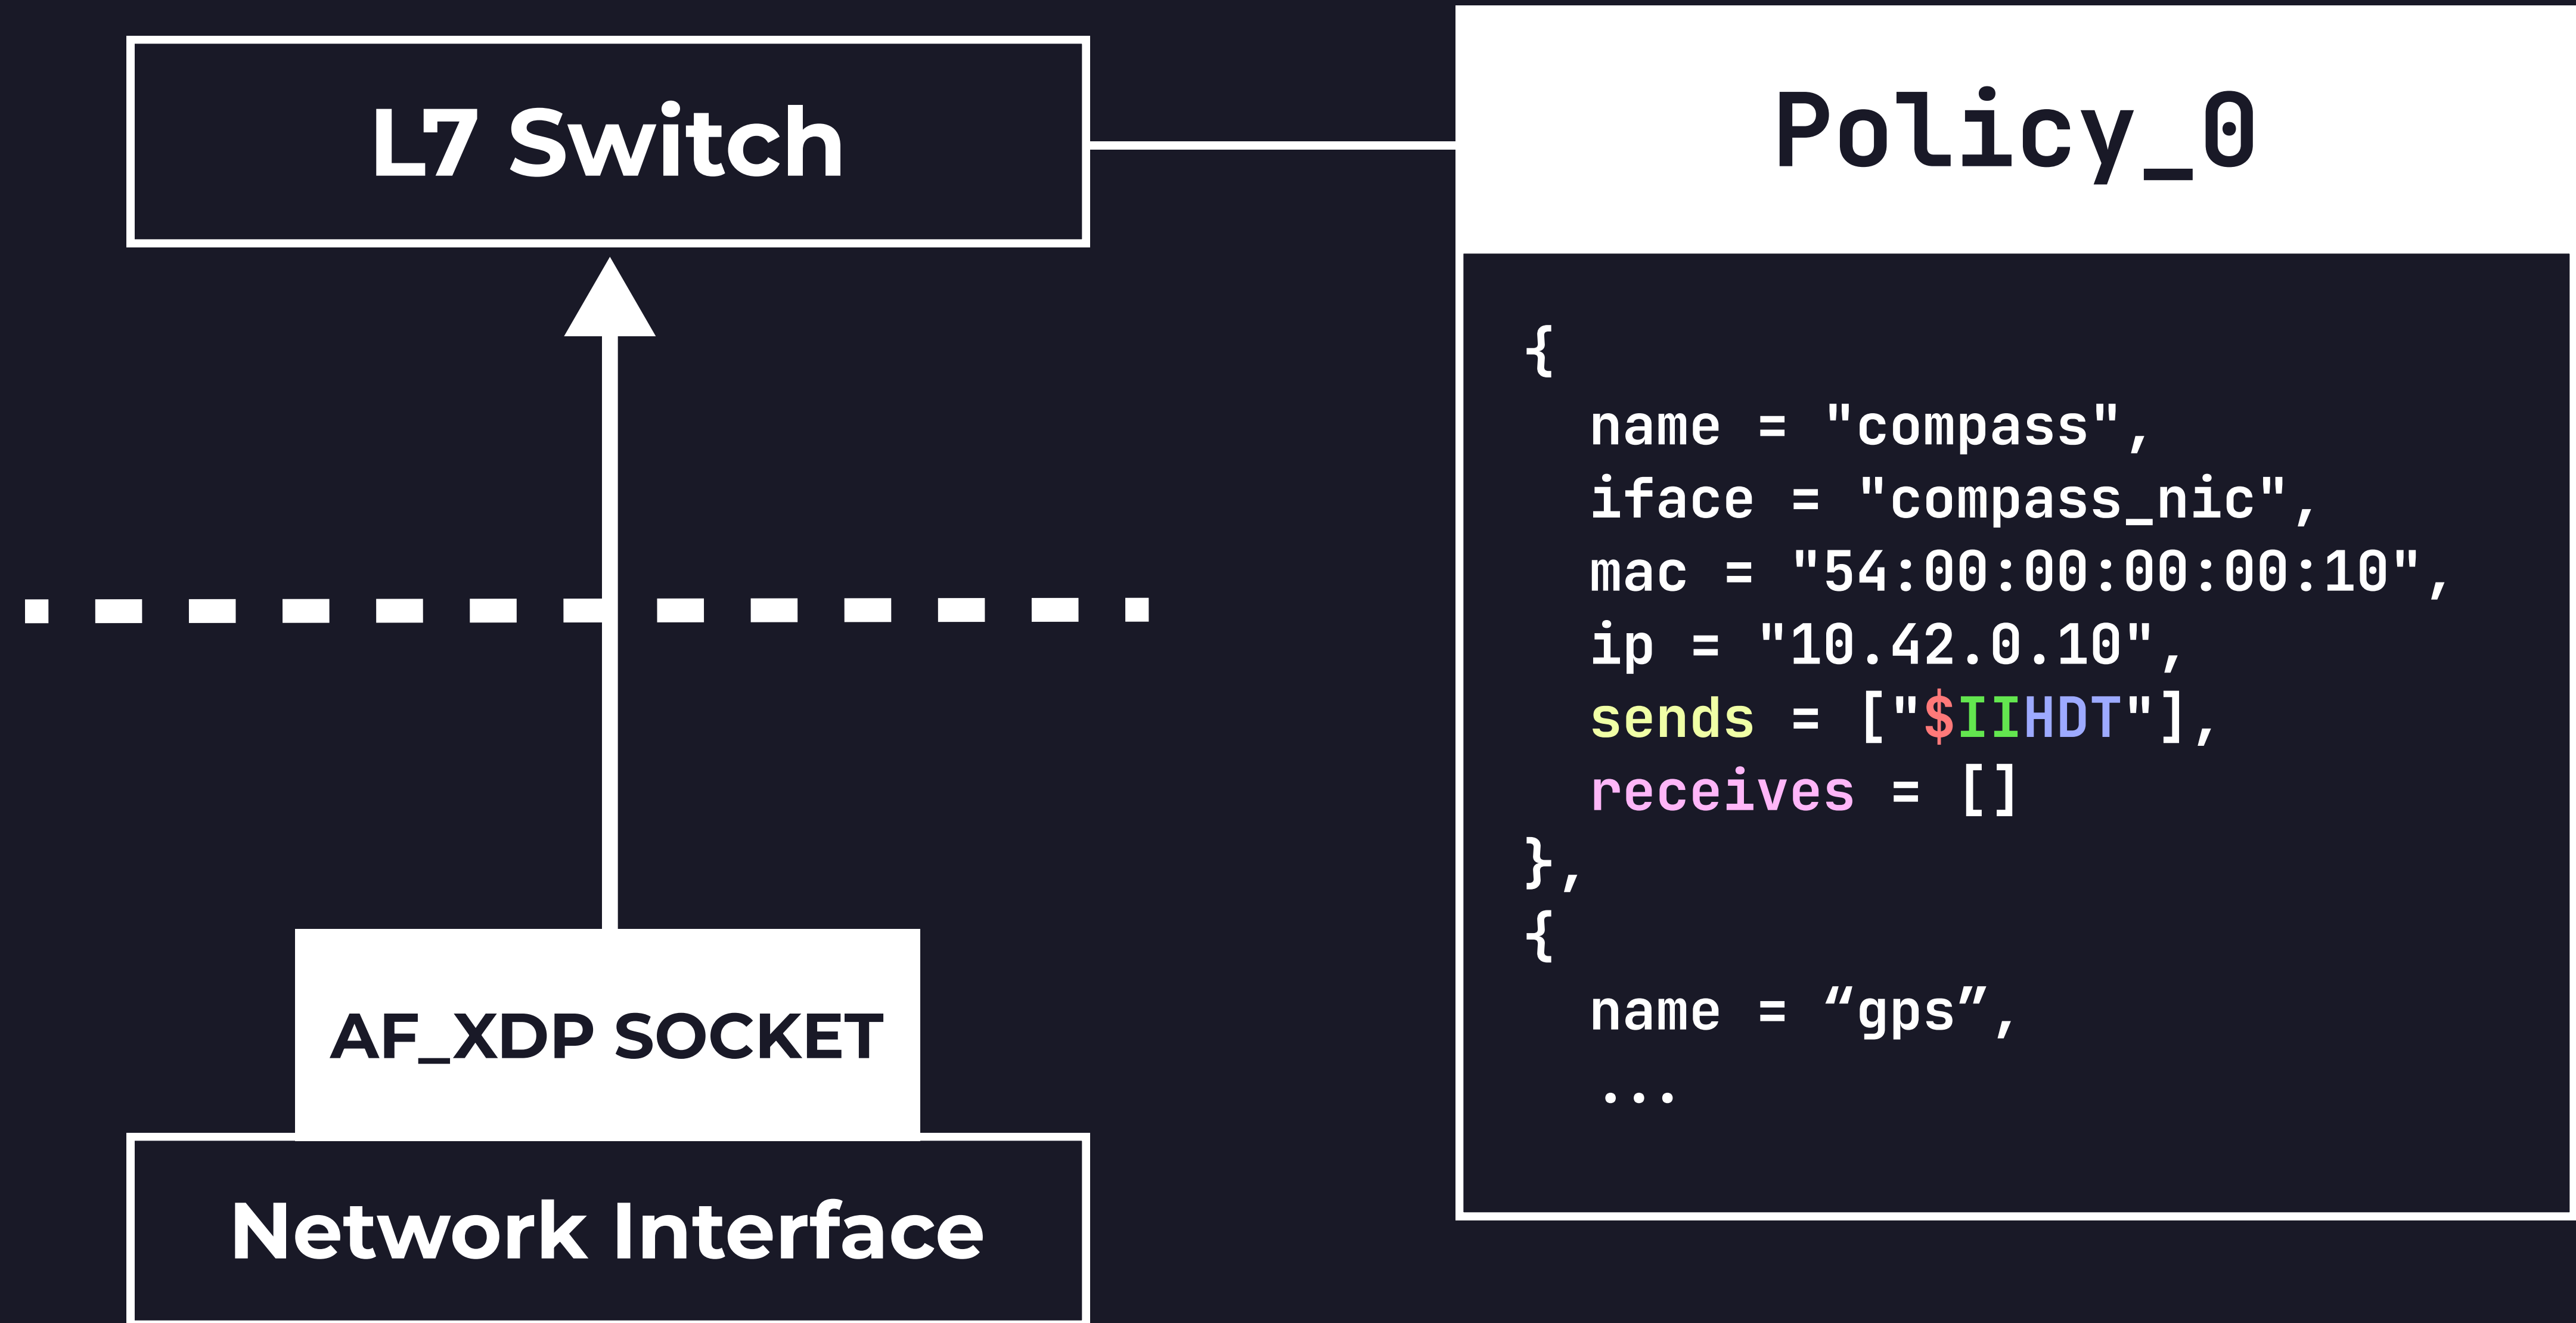 L7 Switch
AF_XDP SOCKET
Network Interface
Policy_0
{
name = "compass",
iface = "compass_nic",
mac = "54:00:00:00:00:10",
ip = "10.42.0.10",
sends = ["$IIHDT"],
receives = []
},
{
name = “gps”,
...